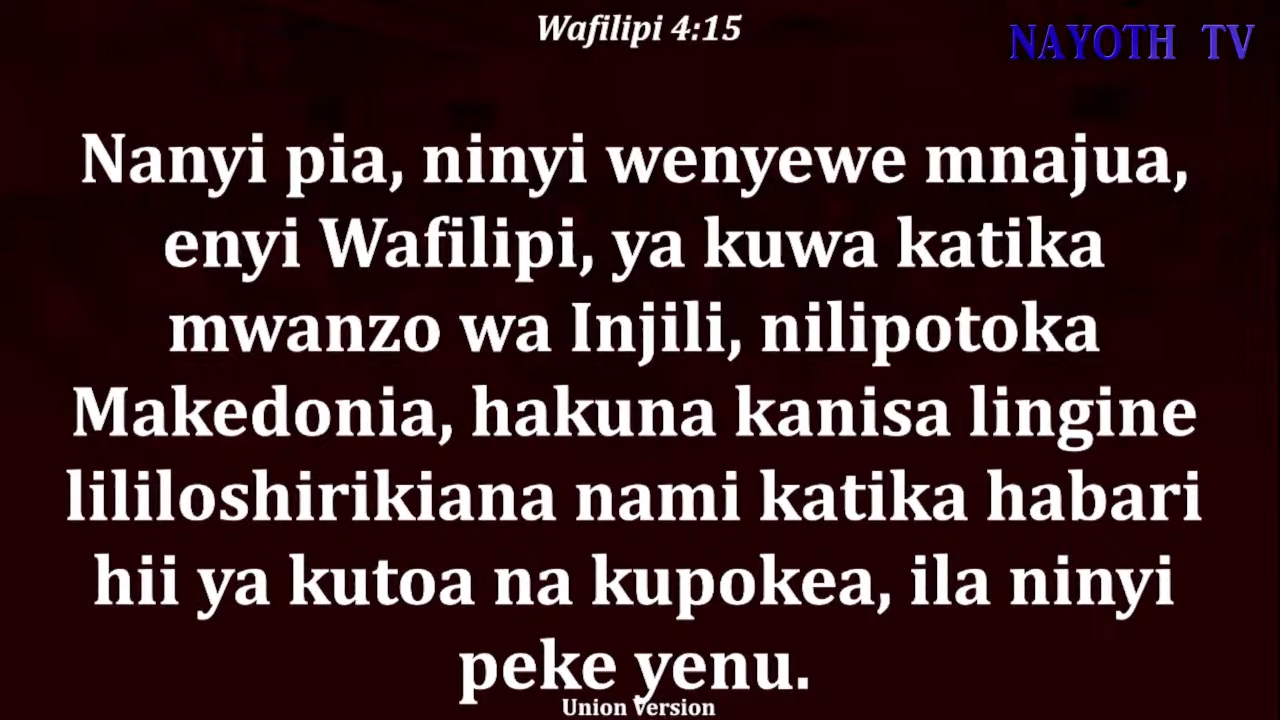 Wafilipi 4:15
NAYOTH TV
Nanyi pia, ninyi wenyewe mnajua,
enyi Wafilipi, ya kuwa katika
mwanzo wa Injili, nilipotoka
Makedonia, hakuna kanisa lingine
lililoshirikiana nami katika habari
hii ya kutoa na kupokea, ila ninyi
peke yenu.
Union Version